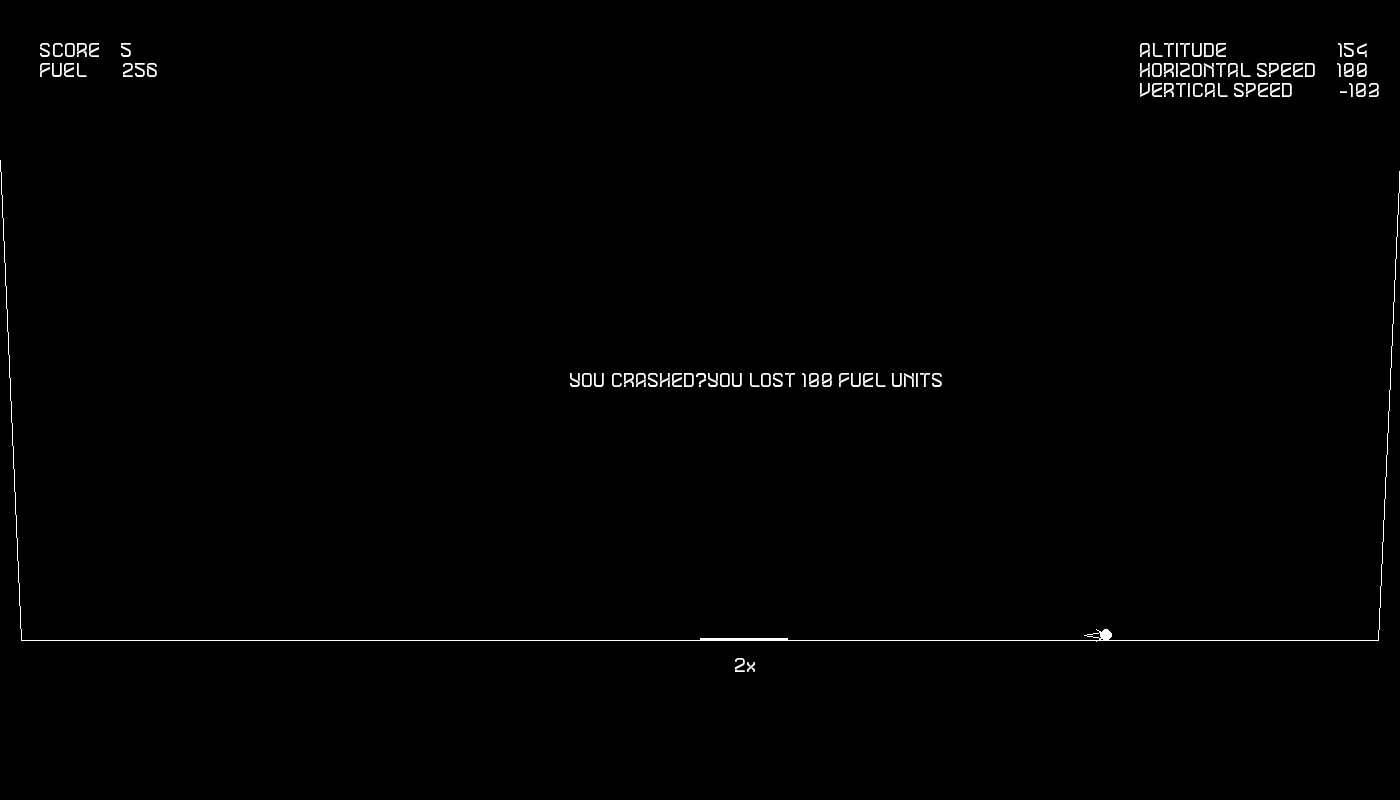 SCORE 5
FUEL 256
ALTITUDE 154
HORIZONTAL SPEED 100
VERTICAL SPEED -103
YOU CRASHED?YOU LOST 100 FUEL UNITS
2x